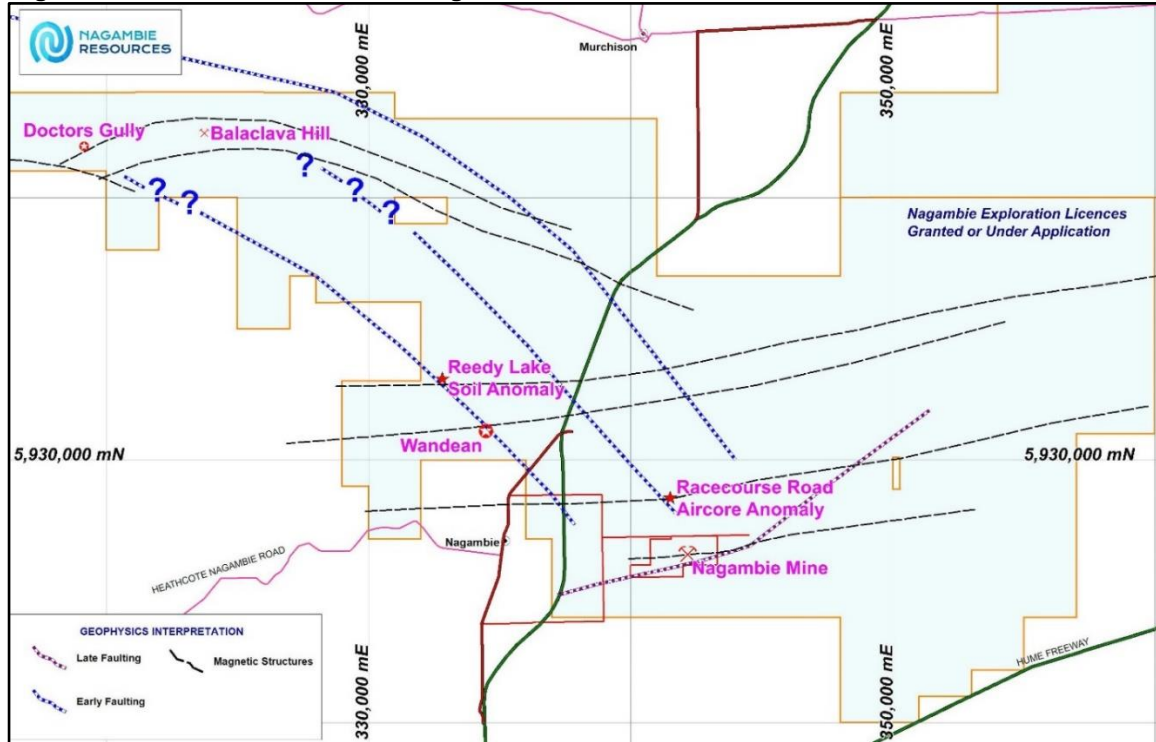 NAGAMBIE
RESOURCES
Murchison
330,000 mE
350,000 mE
Doctors Gully
Balaclava Hill
?
? ?
?
?
Nagambie Exploration Licences
Granted or Under Application
Reedy Lake
Soil Anomaly
Wandean
5,930,000 mN
5,930,000 mN
Racecourse Road
Aircore Anomaly
Nagambie
Nagambie Mine
HEATHCOTE NAGAMBIE ROAD
GEOPHYSICS INTERPRETATION
Late Faulting
Magnetic Structures
Early Faulting
330,000 mE
350,000 mE
HUME FREEWAY